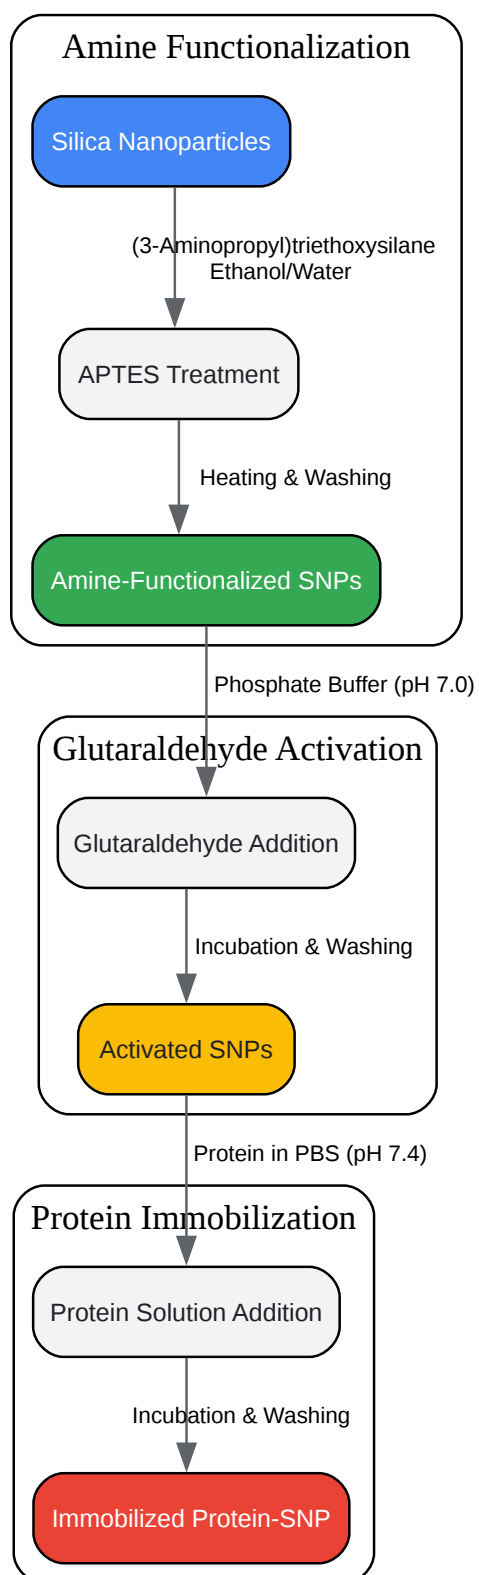 Amine Functionalization
Silica Nanoparticles
(3-Aminopropyl)triethoxysilane
Ethanol/Water
APTES Treatment
Heating & Washing
Amine-Functionalized SNPs
Phosphate Buffer (pH 7.0)
Glutaraldehyde Activation
Glutaraldehyde Addition
Incubation & Washing
Activated SNPs
Protein in PBS (pH 7.4)
Protein Immobilization
Protein Solution Addition
Incubation & Washing
Immobilized Protein-SNP